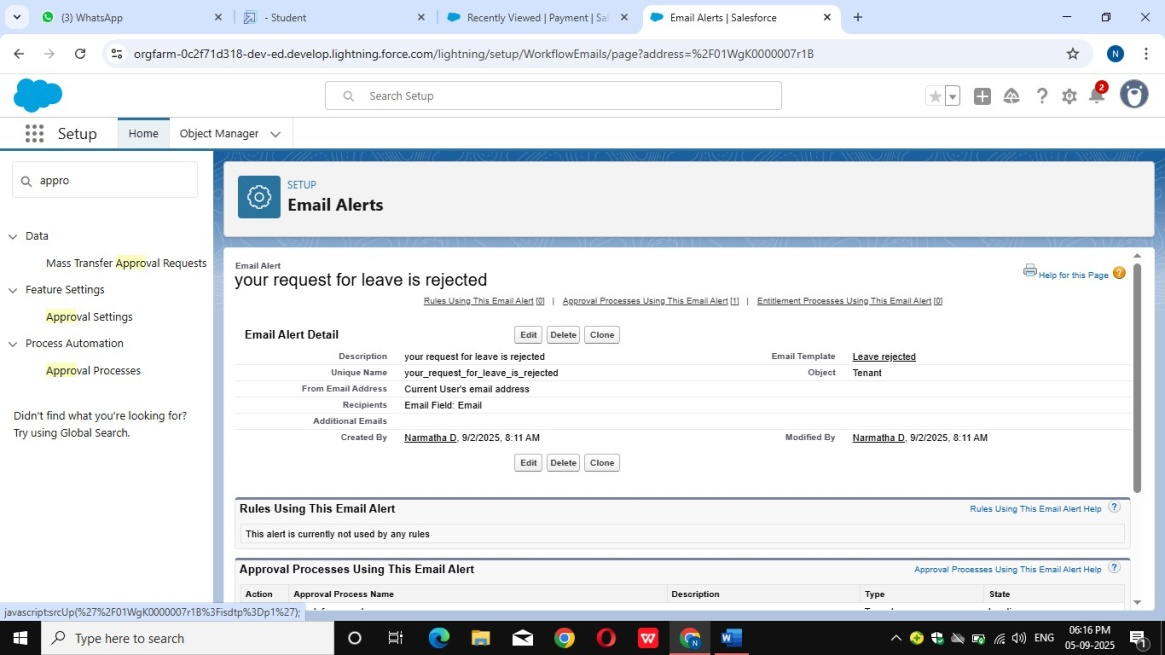 (3) WhatsApp
- Student
Recently Viewed | Payment | Sal
Email Alerts | Salesforce
orgfarm-0c2f71d318-dev-ed.develop.lightning.force.com/lightning/setup/WorkflowEmails/page?address=%2F01WgK0000007r1B
N
Search Setup
2
Setup
Home
Object Manager
appro
Data
Mass Transfer Approval Requests
Feature Settings
Approval Settings
Process Automation
Approval Processes
Didn't find what you're looking for?
Try using Global Search.
SETUP
Email Alerts
Email Alert
your request for leave is rejected
Help for this Page
Rules Using This Email Alert [0] | Approval Processes Using This Email Alert [1] | Entitlement Processes Using This Email Alert [0]
Email Alert Detail
Edit Delete Clone
Description your request for leave is rejected Email Template Leave rejected
Unique Name your_request_for_leave_is_rejected Object Tenant
From Email Address Current User's email address
Recipients Email Field: Email
Additional Emails
Created By Narmatha D, 9/2/2025, 8:11 AM Modified By Narmatha D, 9/2/2025, 8:11 AM
Edit Delete Clone
Rules Using This Email Alert
Rules Using This Email Alert Help ?
This alert is currently not used by any rules
Approval Processes Using This Email Alert
Approval Processes Using This Email Alert Help ?
Action Approval Process Name Description Type State
javascript:srcUp(%27%2F01WgK0000007r1B%3Fisdtp%3Dp1%27);
Type here to search
ENG
06:16 PM
05-09-2025
1